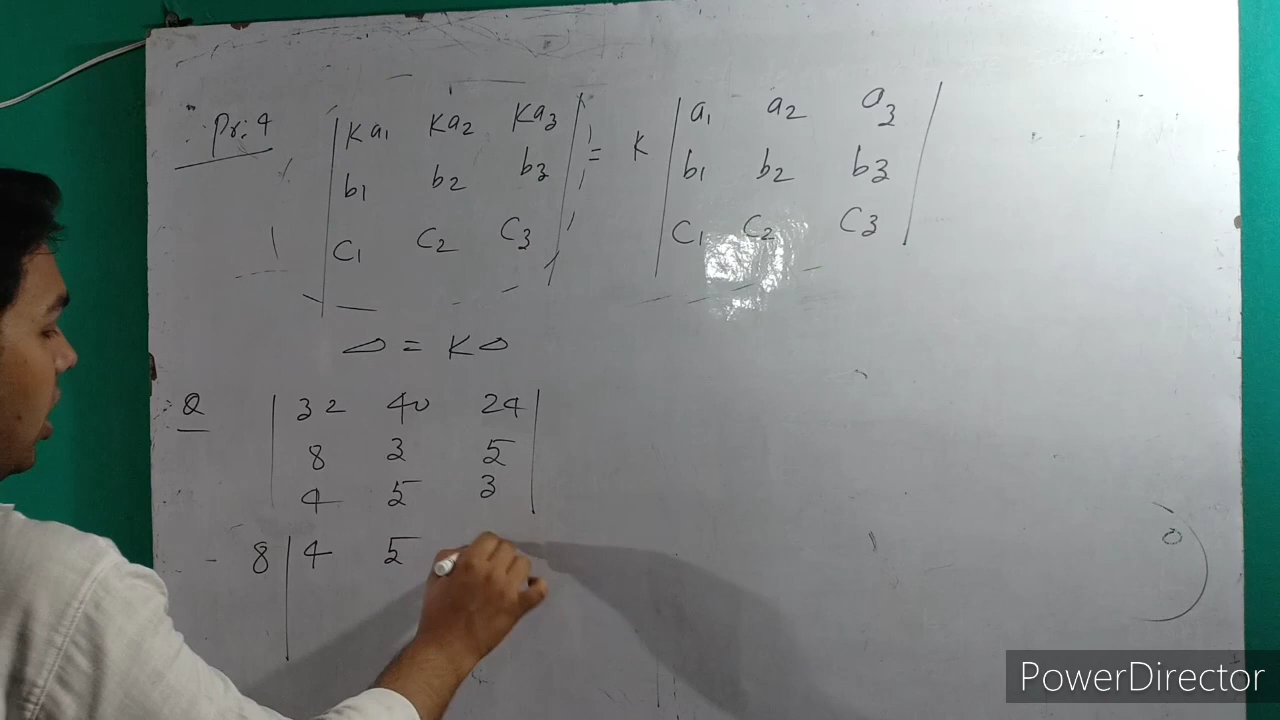 Pr: 4
| Ka1 Ka2 Ka3 | = K | a1 a2 a3 |
| b1 b2 b3 | | b1 b2 b3 |
| C1 C2 C3 | | C1 C2 C3 |
△ = K△
Q | 32 40 24 |
| 8 3 5 |
| 4 5 3 |
8 | 4 5
PowerDirector